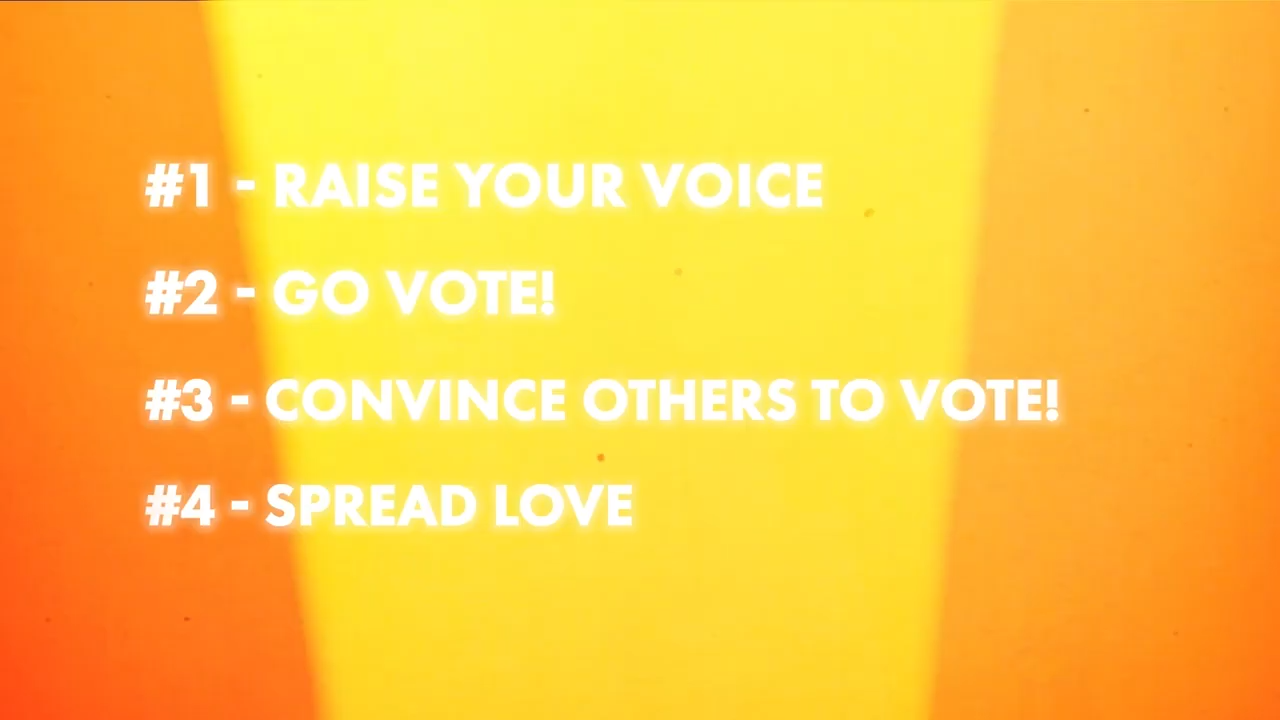 #1 - RAISE YOUR VOICE
#2 - GO VOTE!
#3 - CONVINCE OTHERS TO VOTE!
#4 - SPREAD LOVE